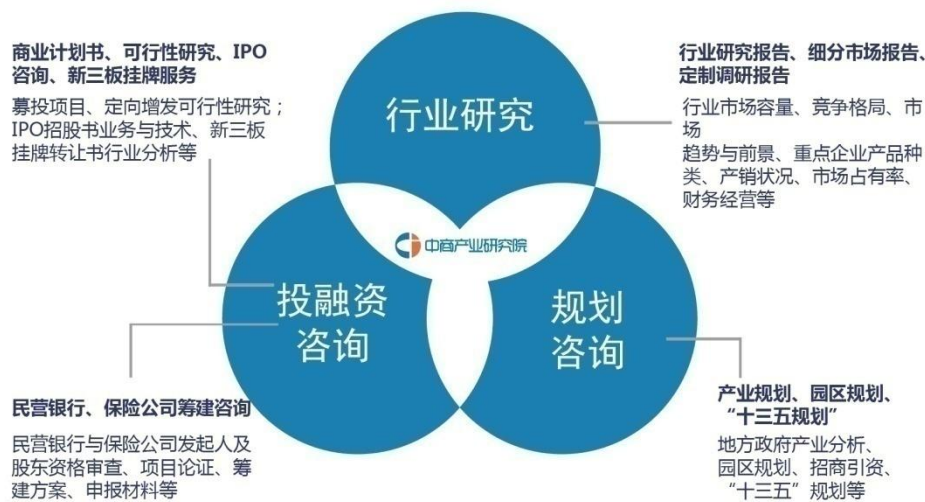 商业计划书、可行性研究、IPO
咨询、新三板挂牌服务
募投项目、定向增发可行性研究；
IPO招股书业务与技术、新三板
挂牌转让书行业分析等
行业研究
行业研究报告、细分市场报告、
定制调研报告
行业市场容量、竞争格局、市
场
趋势与前景、重点企业产品种
类、产销状况、市场占有率、
财务经营等
中商产业研究院
投融资
咨询
规划
咨询
民营银行、保险公司筹建咨询
民营银行与保险公司发起人及
股东资格审查、项目论证、筹
建方案、申报材料等
产业规划、园区规划、
“十三五规划”
地方政府产业分析、
园区规划、招商引资、
“十三五”规划等